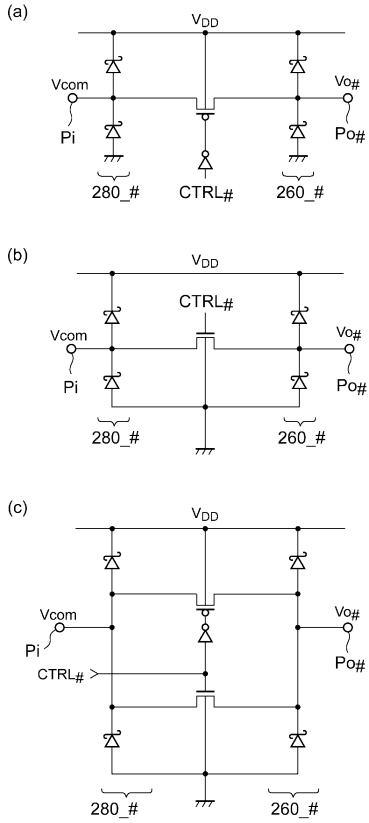 (a)
VDD
Vcom
Vo#
Pi
Po#
280_#
CTRL#
260_#
(b)
VDD
CTRL#
Vcom
Vo#
Pi
Po#
280_#
260_#
(c)
VDD
Vcom
Vo#
Pi
Po#
CTRL#
280_#
260_#